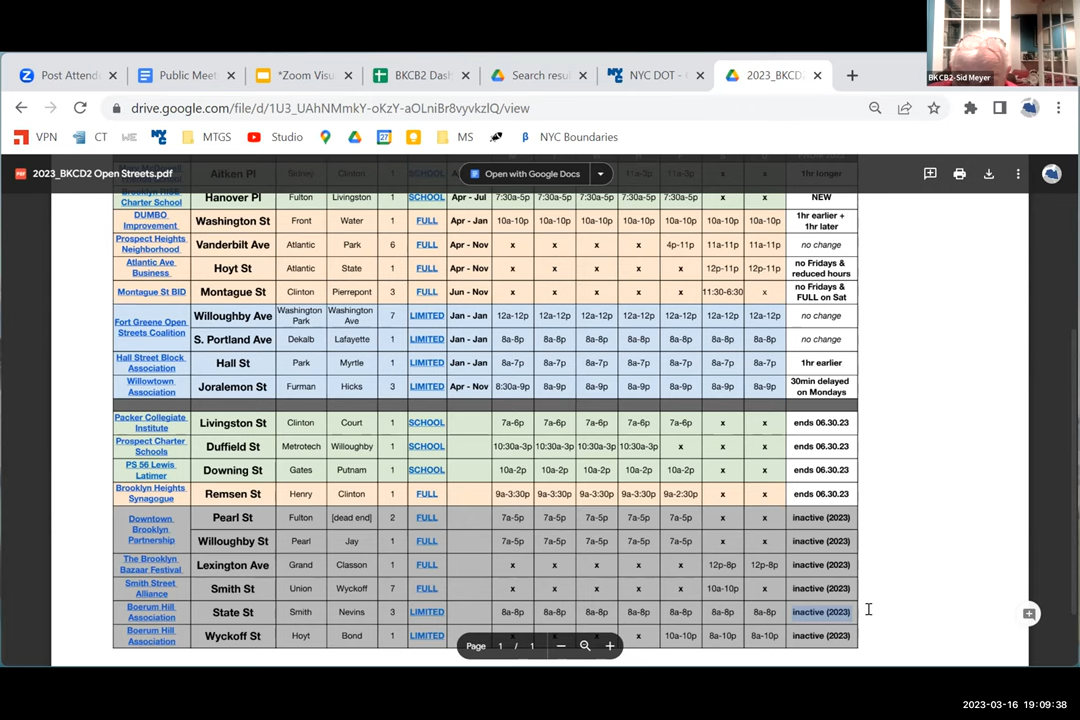 BKCB2-Sid Meyer
Post Attend
Public Mee
*Zoom Visu
BKCB2 Das
Search resu
NYC DOT -
2023_BKCD
drive.google.com/file/d/1U3_UAhNMmkY-oKzY-aOLniBr8yvykzlQ/view
VPN CT WE MTGS Studio 27 MS β NYC Boundaries
PDF 2023_BKCD2 Open Streets.pdf
Open with Google Docs
Aitken Pl Sidney Clinton 1 SCHOOL 11a-3p 11a-3p 1hr longer
Brooklyn RISE Charter School Hanover Pl Fulton Livingston 1 SCHOOL Apr - Jul 7:30a-5p 7:30a-5p 7:30a-5p 7:30a-5p 7:30a-5p x x NEW
DUMBO Improvement Washington St Front Water 1 FULL Apr - Jan 10a-10p 10a-10p 10a-10p 10a-10p 10a-10p 10a-10p 10a-10p 1hr earlier + 1hr later
Prospect Heights Neighborhood Vanderbilt Ave Atlantic Park 6 FULL Apr - Nov x x x x 4p-11p 11a-11p 11a-11p no change
Atlantic Ave Business Hoyt St Atlantic State 1 FULL Apr - Nov x x x x x 12p-11p 12p-11p no Fridays & reduced hours
Montague St BID Montague St Clinton Pierrepont 3 FULL Jun - Nov x x x x x 11:30-6:30 x no Fridays & FULL on Sat
Fort Greene Open Streets Coalition Willoughby Ave Washington Park Washington Ave 7 LIMITED Jan - Jan 12a-12p 12a-12p 12a-12p 12a-12p 12a-12p 12a-12p 12a-12p no change
S. Portland Ave Dekalb Lafayette 1 LIMITED Jan - Jan 8a-8p 8a-8p 8a-8p 8a-8p 8a-8p 8a-8p 8a-8p no change
Hall Street Block Association Hall St Park Myrtle 1 LIMITED Jan - Jan 8a-7p 8a-7p 8a-7p 8a-7p 8a-7p 8a-7p 8a-7p 1hr earlier
Willowtown Association Joralemon St Furman Hicks 3 LIMITED Apr - Nov 8:30a-9p 8a-9p 8a-9p 8a-9p 8a-9p 8a-9p 8a-9p 30min delayed on Mondays
Packer Collegiate Institute Livingston St Clinton Court 1 SCHOOL 7a-6p 7a-6p 7a-6p 7a-6p 7a-6p x x ends 06.30.23
Prospect Charter Schools Duffield St Metrotech Willoughby 1 SCHOOL 10:30a-3p 10:30a-3p 10:30a-3p 10:30a-3p x x x ends 06.30.23
PS 56 Lewis Latimer Downing St Gates Putnam 1 SCHOOL 10a-2p 10a-2p 10a-2p 10a-2p 10a-2p x x ends 06.30.23
Brooklyn Heights Synagogue Remsen St Henry Clinton 1 FULL 9a-3:30p 9a-3:30p 9a-3:30p 9a-3:30p 9a-2:30p x x ends 06.30.23
Downtown Brooklyn Partnership Pearl St Fulton [dead end] 2 FULL 7a-5p 7a-5p 7a-5p 7a-5p 7a-5p x x inactive (2023)
Willoughby St Pearl Jay 1 FULL 7a-5p 7a-5p 7a-5p 7a-5p 7a-5p x x inactive (2023)
The Brooklyn Bazaar Festival Lexington Ave Grand Classon 1 FULL x x x x x 12p-8p 12p-8p inactive (2023)
Smith Street Alliance Smith St Union Wyckoff 7 FULL x x x x x 10a-10p x inactive (2023)
Boerum Hill Association State St Smith Nevins 3 LIMITED 8a-8p 8a-8p 8a-8p 8a-8p 8a-8p 8a-8p 8a-8p inactive (2023)
Boerum Hill Association Wyckoff St Hoyt Bond 1 LIMITED x x x x 10a-10p 8a-10p 8a-10p inactive (2023)
Page 1 / 1
2023-03-16 19:09:38